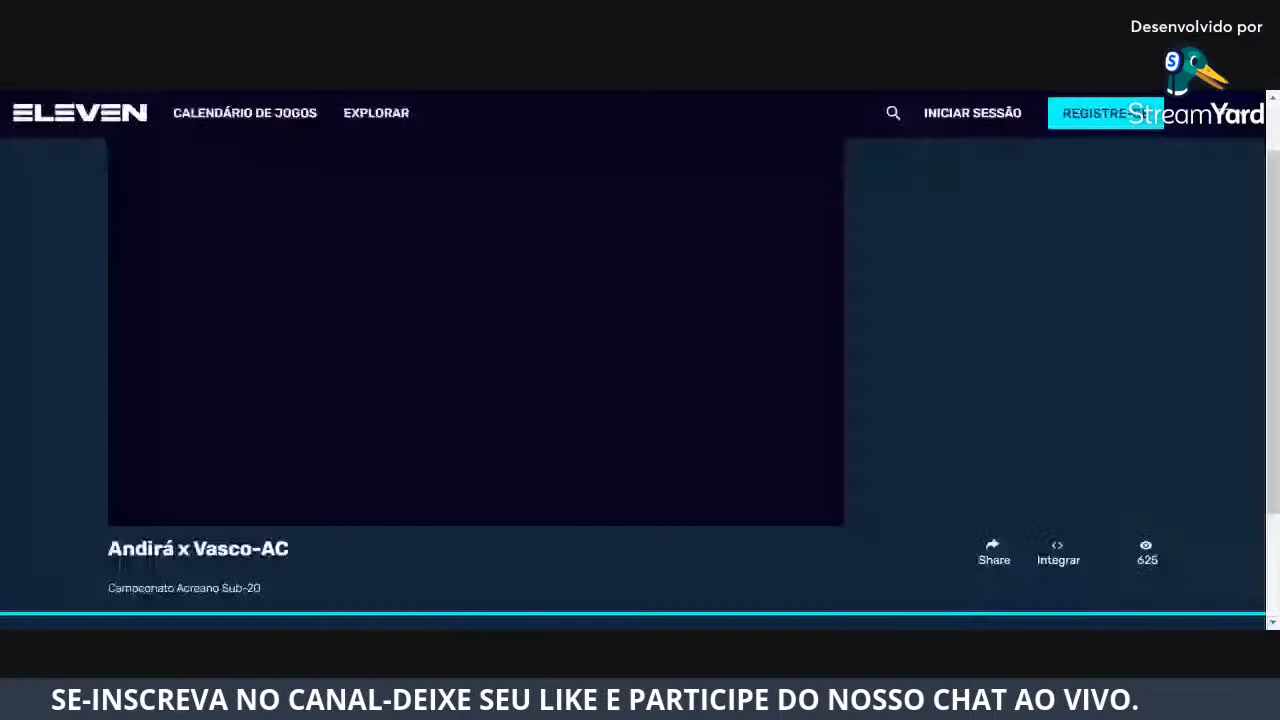 Desenvolvido por
StreamYard
ELEVEN
CALENDÁRIO DE JOGOS
EXPLORAR
INICIAR SESSÃO
Andirá x Vasco-AC
Share
Integrar
625
Campeonato Acreano Sub-20
SE-INSCREVA NO CANAL-DEIXE SEU LIKE E PARTICIPE DO NOSSO CHAT AO VIVO.